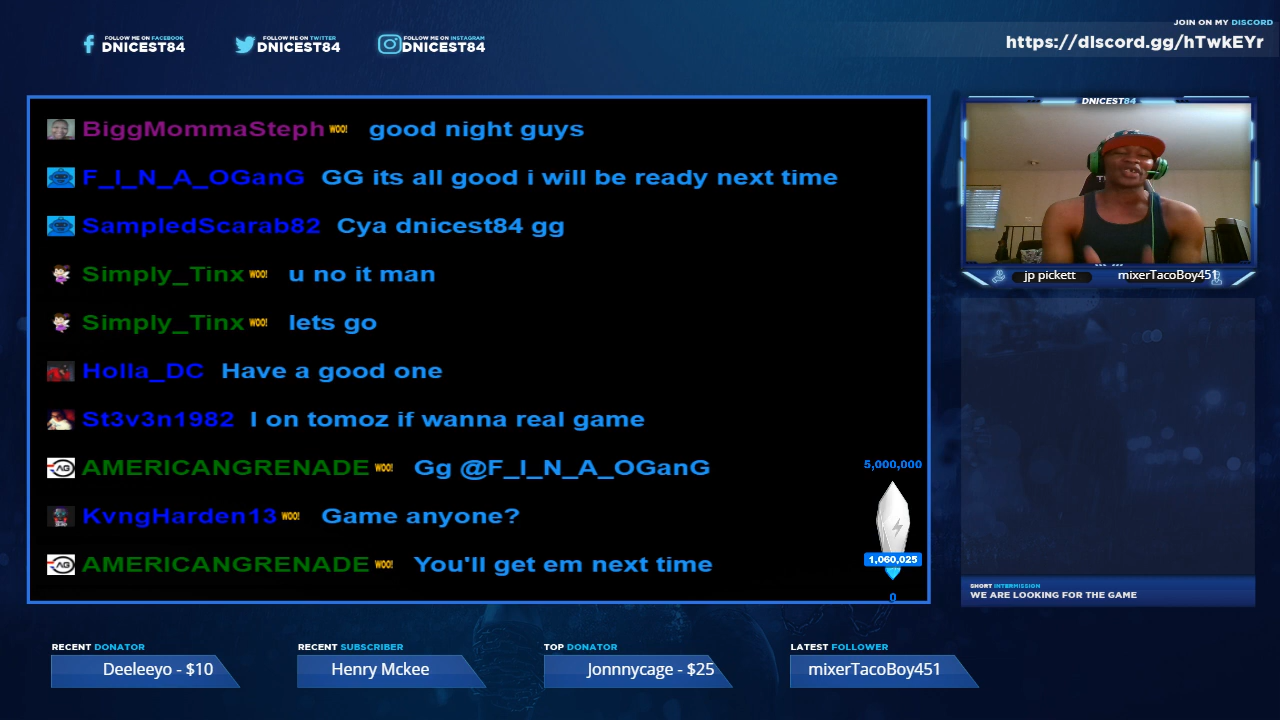 FOLLOW ME ON FACEBOOK
DNICEST84
FOLLOW ME ON TWITTER
DNICEST84
FOLLOW ME ON INSTAGRAM
DNICEST84
JOIN ON MY DISCORD
https://discord.gg/hTwkEYr
BiggMommaSteph WOO! good night guys
F_I_N_A_OGanG GG its all good i will be ready next time
SampledScarab82 Cya dnicest84 gg
Simply_Tinx WOO! u no it man
Simply_Tinx WOO! lets go
Holla_DC Have a good one
St3v3n1982 I on tomoz if wanna real game
AG AMERICANGRENADE WOO! Gg @F_I_N_A_OGanG
KvngHarden13 WOO! Game anyone?
AG AMERICANGRENADE WOO! You'll get em next time
5,000,000
1,060,025
0
DNICEST84
jp pickett mixerTacoBoy451
SHORT INTERMISSION
WE ARE LOOKING FOR THE GAME
RECENT DONATOR
Deeleeyo - $10
RECENT SUBSCRIBER
Henry Mckee
TOP DONATOR
Jonnnycage - $25
LATEST FOLLOWER
mixerTacoBoy451